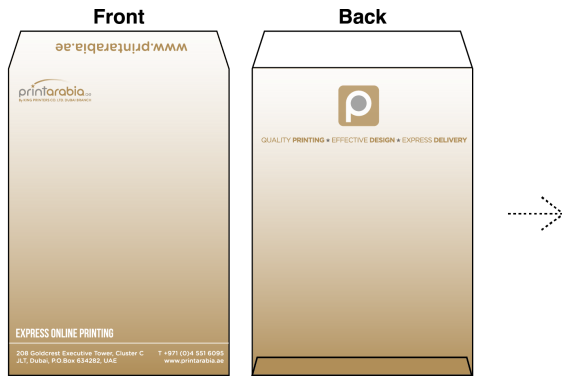 Front
Back
www.printarabia.ae
printarabia.com
QUALITY PRINTING ★ EFFECTIVE DESIGN ★ EXPRESS DELIVERY
EXPRESS ONLINE PRINTING
208 Goldcrest Executive Tower, Cluster C
JLT, Dubai, P.O.Box 634282, UAE
T +971 (0)4 551 6095
www.printarabia.ae